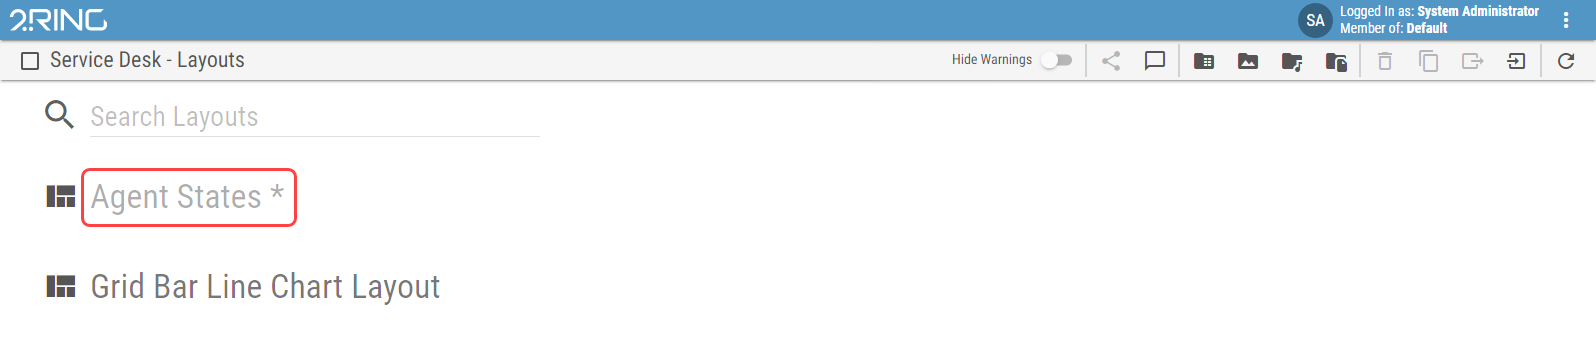 2RING
Logged In as: System Administrator
Member of: Default
SA
Service Desk - Layouts
Hide Warnings
Search Layouts
Agent States *
Grid Bar Line Chart Layout